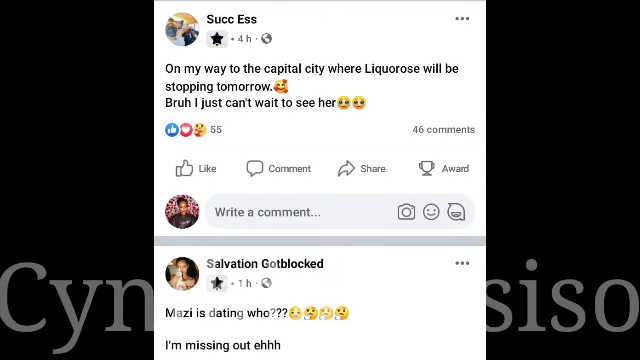 Succ Ess
4 h
On my way to the capital city where Liquorose will be
stopping tomorrow.🥰
Bruh I just can't wait to see her🥹🥹
55
46 comments
Like
Comment
Share
Award
Write a comment...
Salvation Gotblocked
1 h
Mazi is dating who???🥺🤔🤔🤔
I'm missing out ehhh